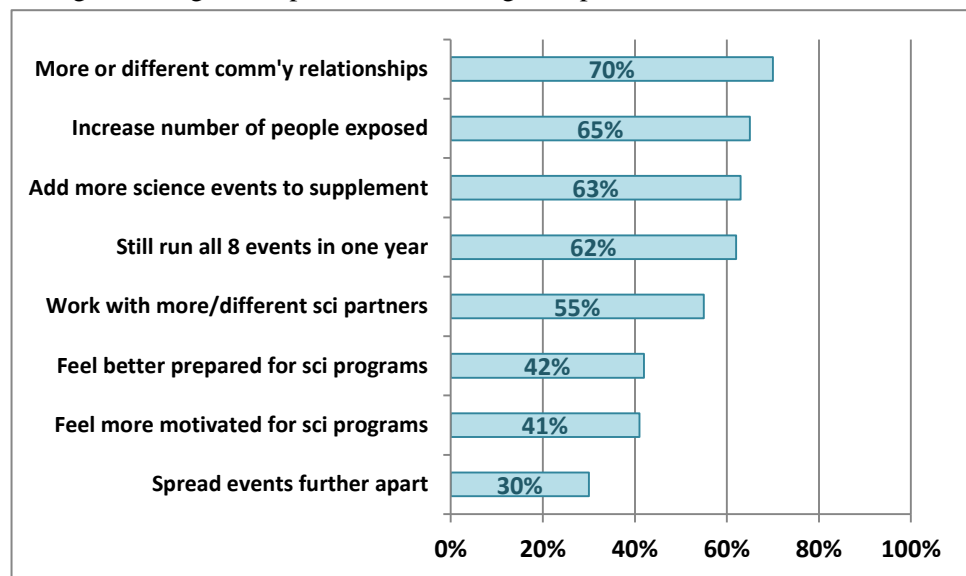 More or different comm'y relationships 70%
Increase number of people exposed 65%
Add more science events to supplement 63%
Still run all 8 events in one year 62%
Work with more/different sci partners 55%
Feel better prepared for sci programs 42%
Feel more motivated for sci programs 41%
Spread events further apart 30%
0% 20% 40% 60% 80% 100%